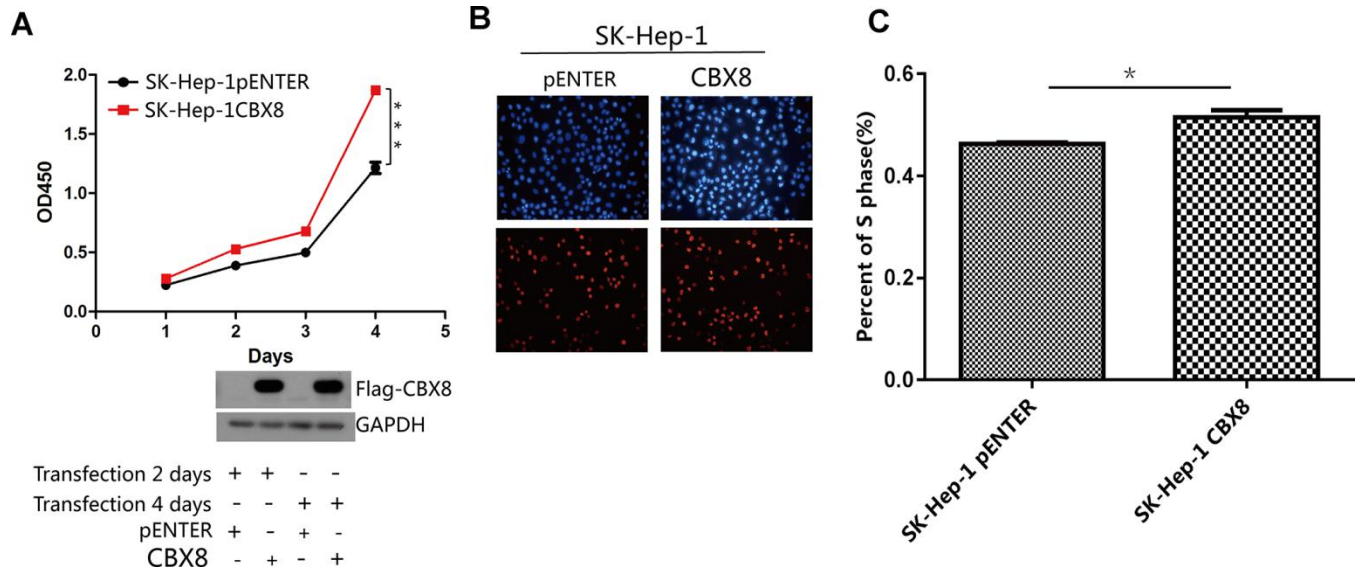 A
2.0
1.5
1.0
0.5
0.0
OD450
SK-Hep-1pENTER
SK-Hep-1CBX8
***
0 1 2 3 4 5
Days
Flag-CBX8
GAPDH
Transfection 2 days + + - -
Transfection 4 days - - + +
pENTER + - + -
CBX8 - + - +
B
SK-Hep-1
pENTER CBX8
C
0.6
0.4
0.2
0.0
Percent of S phase(%)
*
SK-Hep-1 pENTER
SK-Hep-1 CBX8